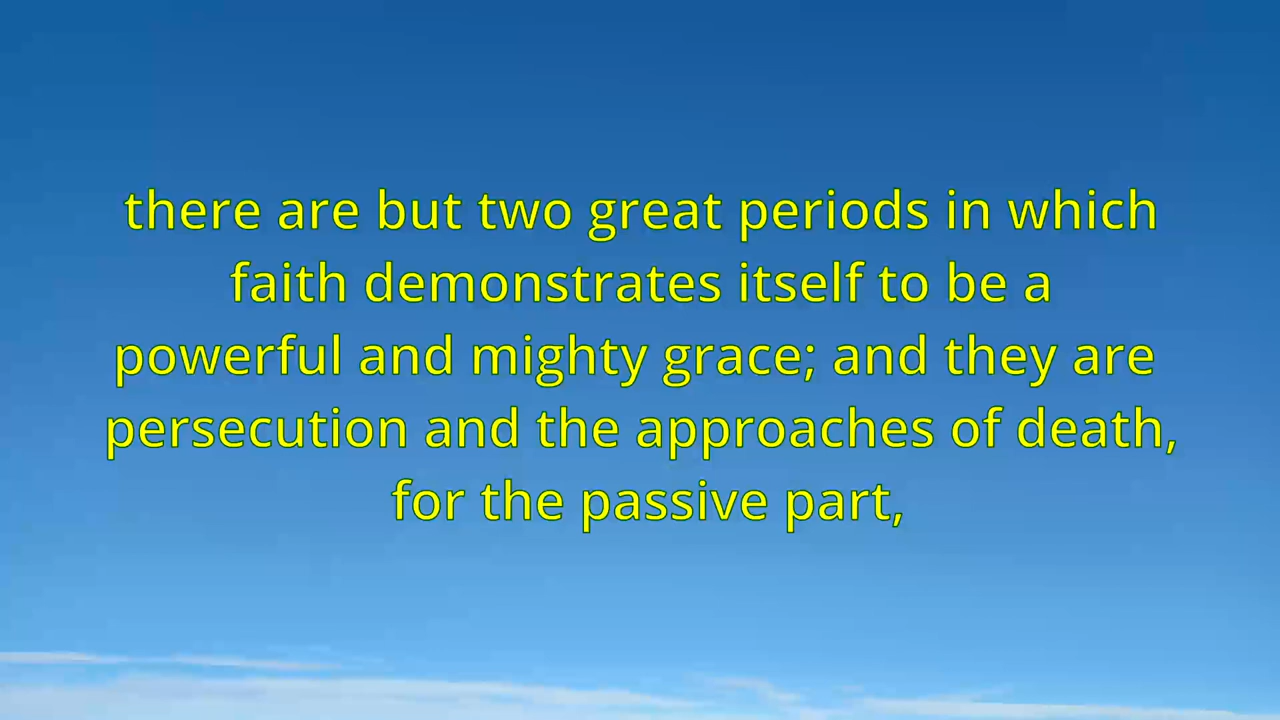 there are but two great periods in which
faith demonstrates itself to be a
powerful and mighty grace; and they are
persecution and the approaches of death,
for the passive part,